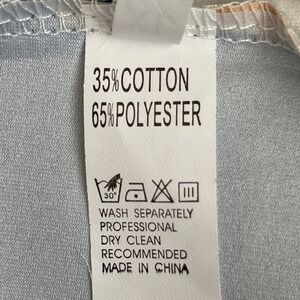 35%COTTON
65%POLYESTER
30°
WASH SEPARATELY
PROFESSIONAL
DRY CLEAN
RECOMMENDED
MADE IN CHINA